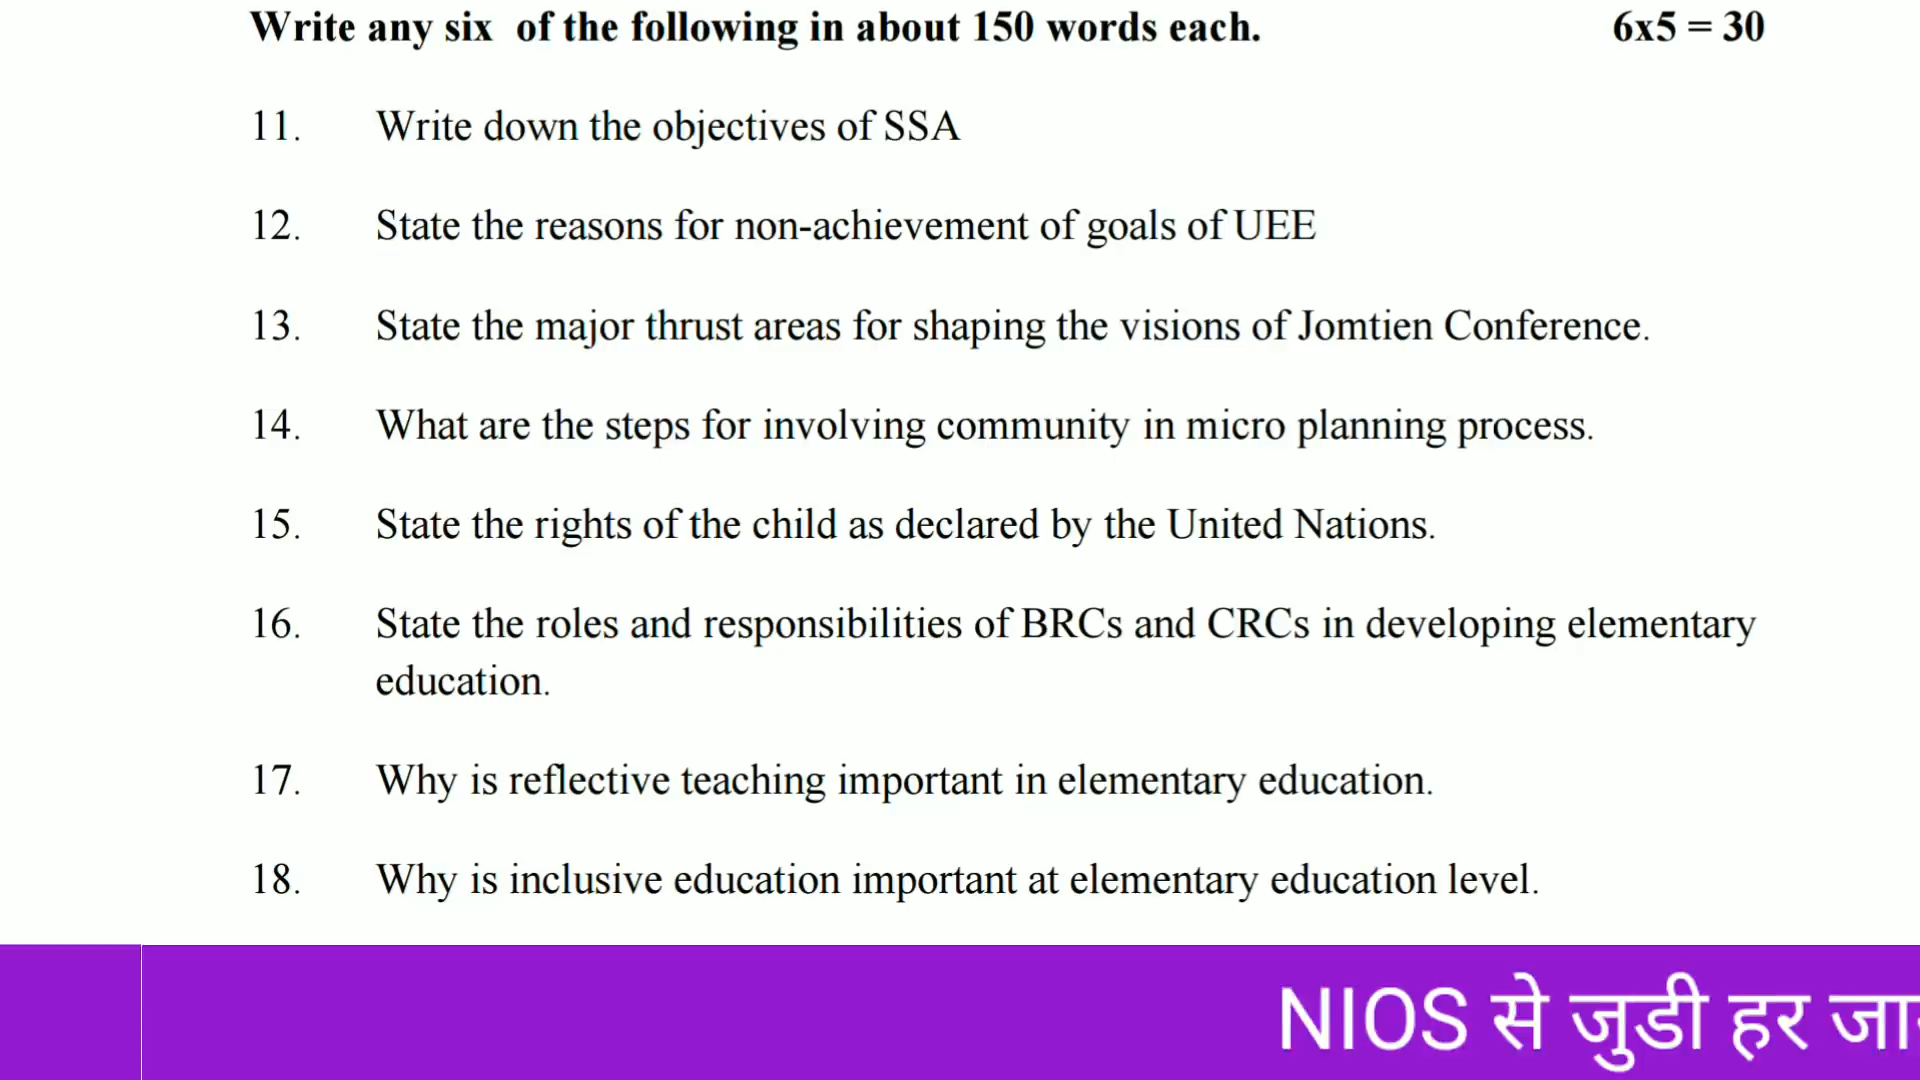 Write any six of the following in about 150 words each. 6x5 = 30
11. Write down the objectives of SSA
12. State the reasons for non-achievement of goals of UEE
13. State the major thrust areas for shaping the visions of Jomtien Conference.
14. What are the steps for involving community in micro planning process.
15. State the rights of the child as declared by the United Nations.
16. State the roles and responsibilities of BRCs and CRCs in developing elementary
education.
17. Why is reflective teaching important in elementary education.
18. Why is inclusive education important at elementary education level.
NIOS से जुडी हर